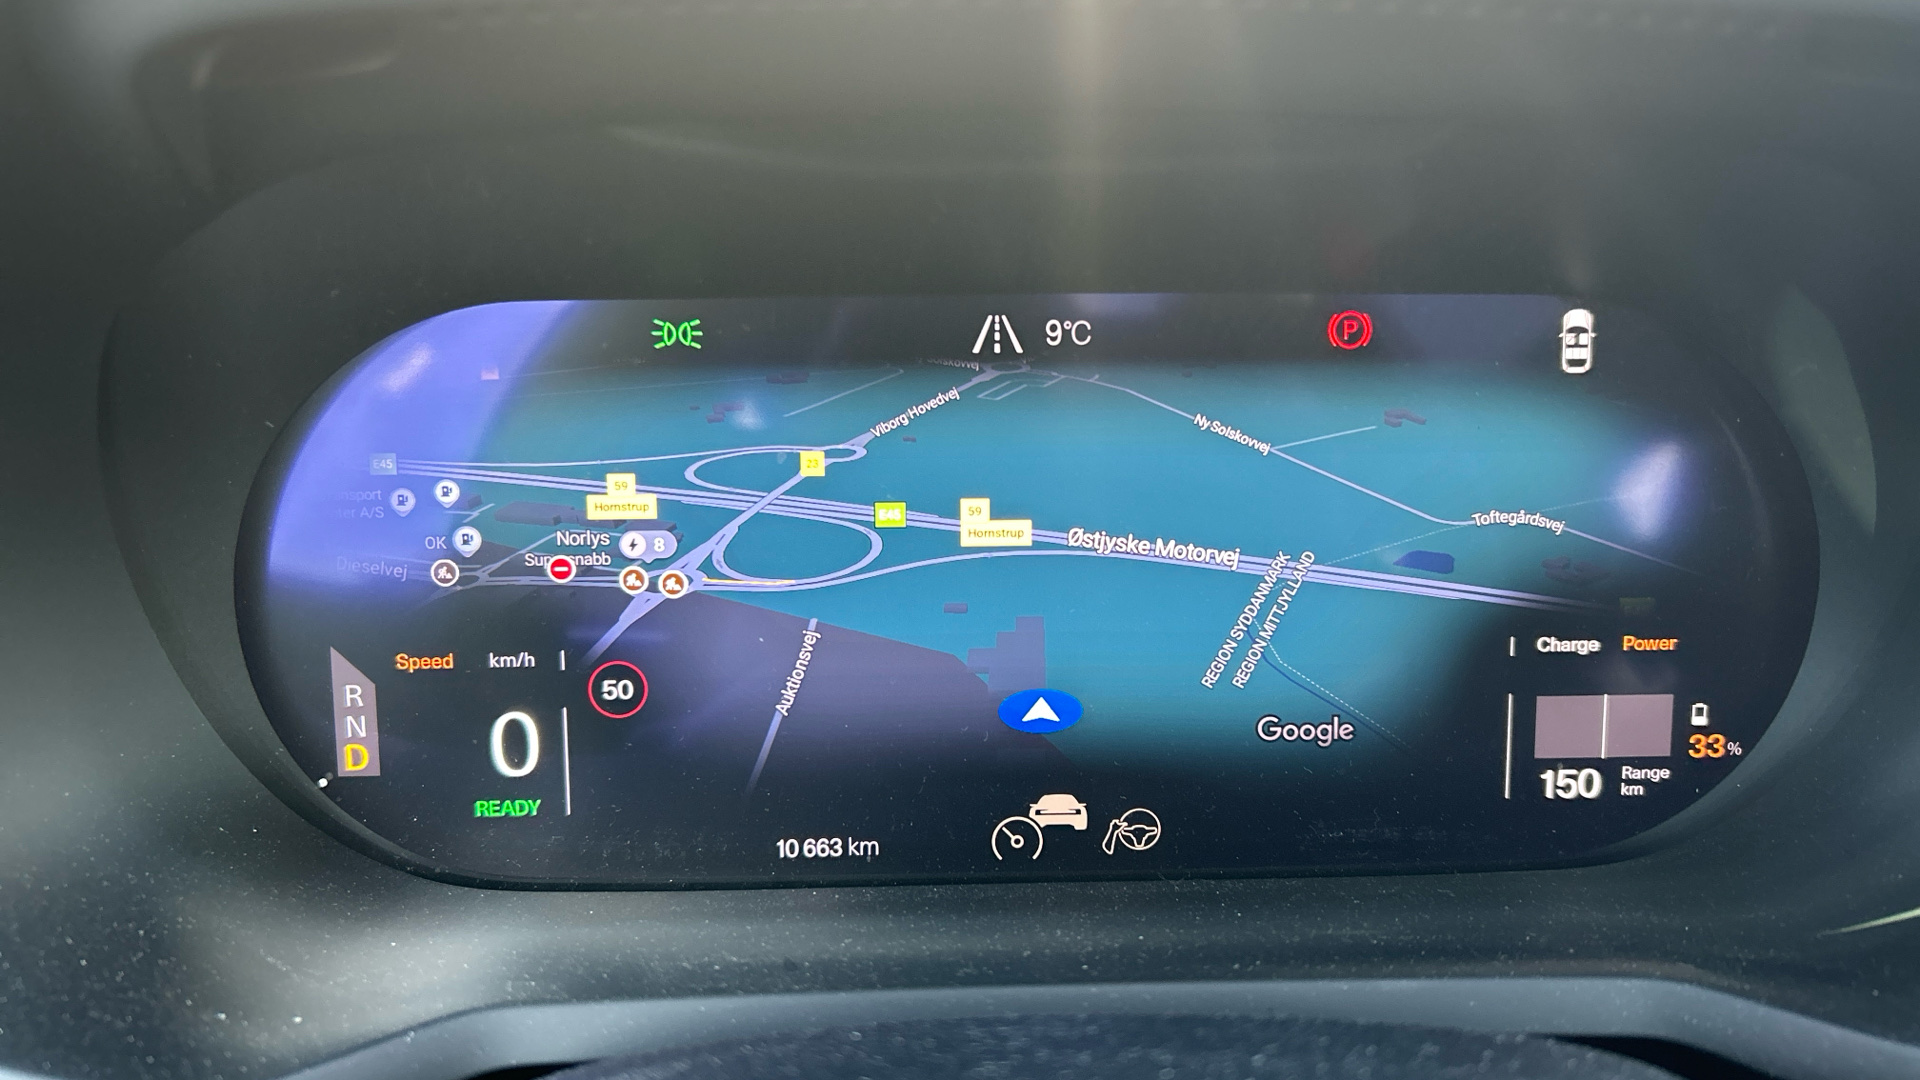 9°C
P
Viborg Hovedvej
Ny Solskovvej
E45
23
59
Hornstrup
E45
59
Hornstrup
Toftegårdsvej
Østjyske Motorvej
OK
Norlys
8
Dieselvej
REGION SYDDANMARK
REGION MIDTJYLLAND
Auktionsvej
Speed km/h
50
Charge Power
R
N
D
0
READY
Google
33%
150 Range
km
10 663 km